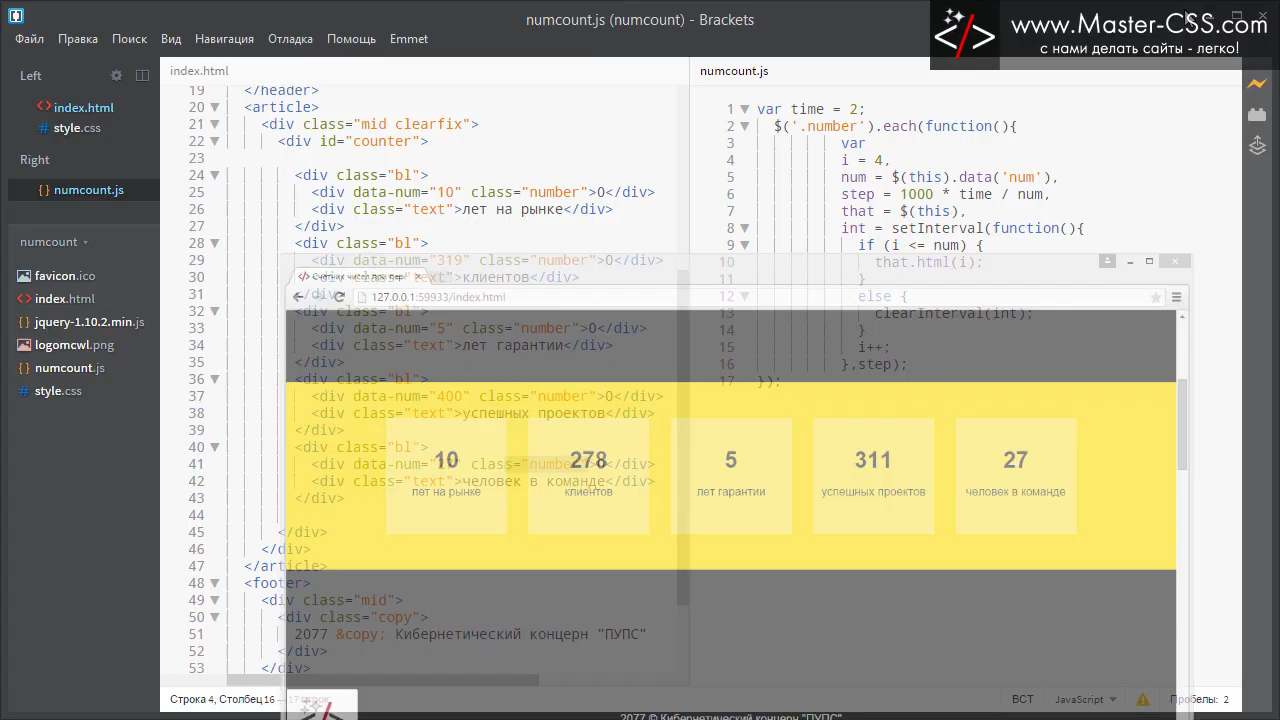 numcount.js (numcount) - Brackets
www.Master-CSS.com
с нами делать сайты - легко!
Файл Правка Поиск Вид Навигация Отладка Помощь Emmet
Left
index.html
style.css
Right
numcount.js
numcount
favicon.ico
index.html
jquery-1.10.2.min.js
logomcwl.png
numcount.js
style.css
index.html
19 </header>
20 <article>
21 <div class="mid clearfix">
22 <div id="counter">
23
24 <div class="bl">
25 <div data-num="10" class="number">0</div>
26 <div class="text">лет на рынке</div>
27 </div>
28 <div class="bl">
29 <div data-num="319" class="number">0</div>
30 <div class="text">клиентов</div>
31 </div>
32 <div class="bl">
33 <div data-num="5" class="number">0</div>
34 <div class="text">лет гарантии</div>
35 </div>
36 <div class="bl">
37 <div data-num="400" class="number">0</div>
38 <div class="text">успешных проектов</div>
39 </div>
40 <div class="bl">
41 <div data-num="27" class="number">0</div>
42 <div class="text">человек в команде</div>
43 </div>
44
45 </div>
46 </div>
47 </article>
48 <footer>
49 <div class="mid">
50 <div class="copy">
51 2077 &copy; Кибернетический концерн "ПУПС"
52 </div>
53 </div>
numcount.js
1 var time = 2;
2 $('.number').each(function(){
3 var
4 i = 4,
5 num = $(this).data('num'),
6 step = 1000 * time / num,
7 that = $(this),
8 int = setInterval(function(){
9 if (i <= num) {
10 that.html(i);
11 }
12 else {
13 clearInterval(int);
14 }
15 i++;
16 },step);
17 });
127.0.0.1:59933/index.html
10 278 5 311 27
лет на рынке клиентов лет гарантии успешных проектов человек в команде
Строка 4, Столбец 16 — 17 строк
ВСТ JavaScript Пробелы: 2
2077 © Кибернетический концерн "ПУПС"